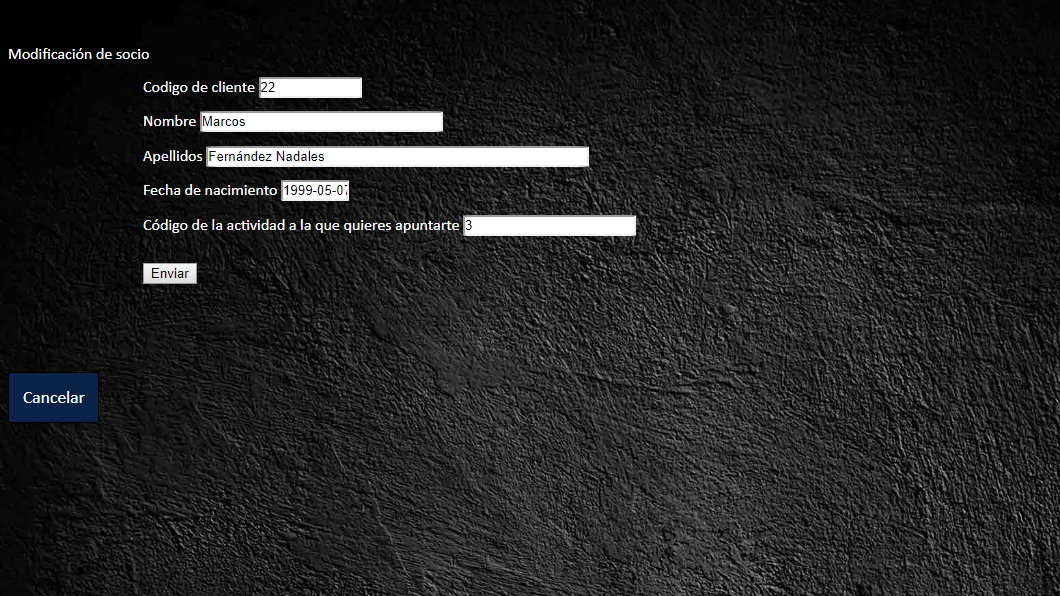 Modificación de socio
Codigo de cliente 22
Nombre Marcos
Apellidos Fernández Nadales
Fecha de nacimiento 1999-05-07
Código de la actividad a la que quieres apuntarte 3
Enviar
Cancelar